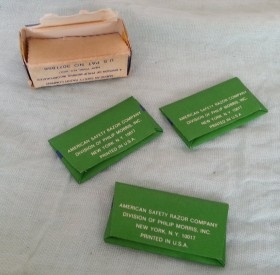 U.S. PAT. NO.
AMERICAN SAFETY RAZOR COMPANY
DIVISION OF PHILIP MORRIS, INC
NEW YORK, N.Y. 10017
PRINTED IN U.S.A.
AMERICAN SAFETY RAZOR COMPANY
DIVISION OF PHILIP MORRIS, INC
NEW YORK, N.Y. 10017
PRINTED IN U.S.A.
AMERICAN SAFETY RAZOR COMPANY
DIVISION OF PHILIP MORRIS, INC
NEW YORK, N.Y. 10017
PRINTED IN U.S.A.